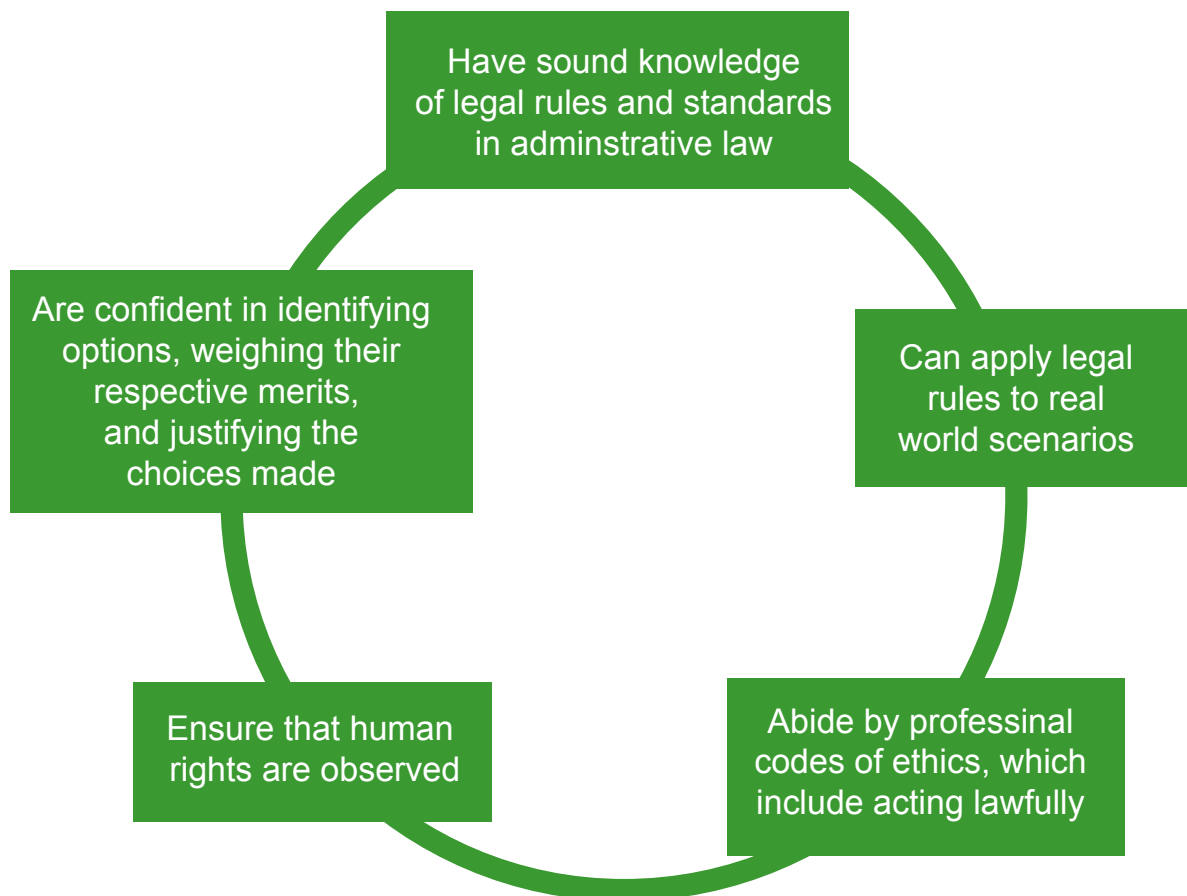 Have sound knowledge
of legal rules and standards
in adminstrative law
Can apply legal
rules to real
world scenarios
Abide by professinal
codes of ethics, which
include acting lawfully
Ensure that human
rights are observed
Are confident in identifying
options, weighing their
respective merits,
and justifying the
choices made